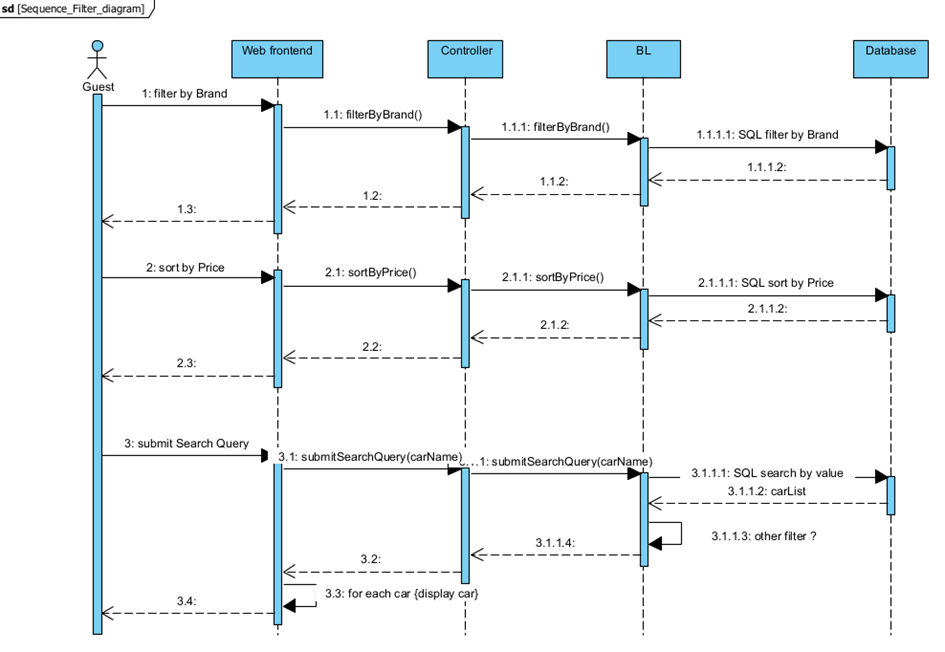 sd [Sequence_Filter_diagram]
Web frontend
Controller
BL
Database
Guest
1: filter by Brand
1.1: filterByBrand()
1.1.1: filterByBrand()
1.1.1.1: SQL filter by Brand
1.1.1.2:
1.1.2:
1.2:
1.3:
2: sort by Price
2.1: sortByPrice()
2.1.1: sortByPrice()
2.1.1.1: SQL sort by Price
2.1.1.2:
2.1.2:
2.2:
2.3:
3: submit Search Query
3.1: submitSearchQuery(carName)
1: submitSearchQuery(carName)
3.1.1.1: SQL search by value
3.1.1.2: carList
3.1.1.3: other filter ?
3.1.1.4:
3.2:
3.3: for each car {display car}
3.4: